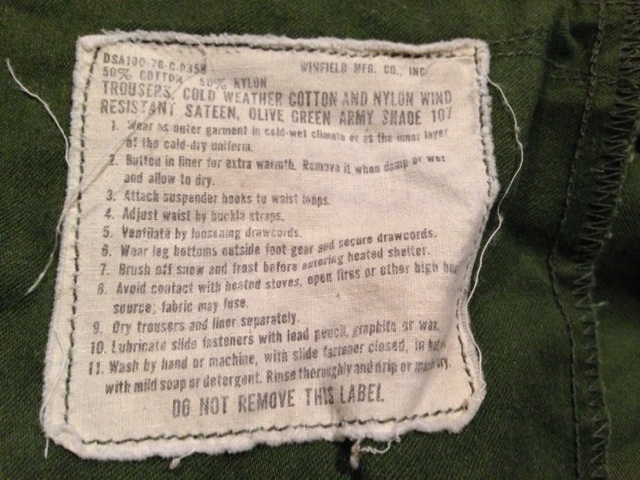 DSA100-76-C-0358 WINFIELD MFG. CO., INC.
50% COTTON 50% NYLON
TROUSERS, COLD WEATHER COTTON AND NYLON WIND
RESISTANT SATEEN, OLIVE GREEN ARMY SHADE 107
1. Wear as outer garment in cold-wet climate or as the inner layer
of the cold-dry uniform.
2. Button in liner for extra warmth. Remove it when damp or wet
and allow to dry.
3. Attach suspender hooks to waist loops.
4. Adjust waist by buckle straps.
5. Ventilate by loosening drawcords.
6. Wear leg bottoms outside foot gear and secure drawcords.
7. Brush off snow and frost before entering heated shelter.
8. Avoid contact with heated stoves, open fires or other high
source; fabric may fuse.
9. Dry trousers and liner separately.
10. Lubricate slide fasteners with lead pencil, graphite or wax.
11. Wash by hand or machine, with slide fastener closed, in
with mild soap or detergent. Rinse thoroughly and drip or
DO NOT REMOVE THIS LABEL